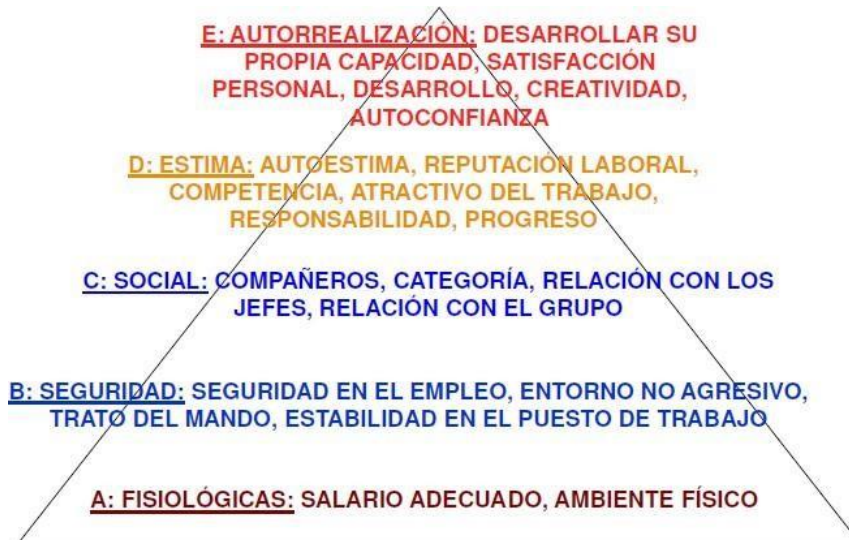 E: AUTORREALIZACIÓN: DESARROLLAR SU
PROPIA CAPACIDAD, SATISFACCIÓN
PERSONAL, DESARROLLO, CREATIVIDAD,
AUTOCONFIANZA
D: ESTIMA: AUTOESTIMA, REPUTACIÓN LABORAL,
COMPETENCIA, ATRACTIVO DEL TRABAJO,
RESPONSABILIDAD, PROGRESO
C: SOCIAL: COMPAÑEROS, CATEGORÍA, RELACIÓN CON LOS
JEFES, RELACIÓN CON EL GRUPO
B: SEGURIDAD: SEGURIDAD EN EL EMPLEO, ENTORNO NO AGRESIVO,
TRATO DEL MANDO, ESTABILIDAD EN EL PUESTO DE TRABAJO
A: FISIOLÓGICAS: SALARIO ADECUADO, AMBIENTE FÍSICO